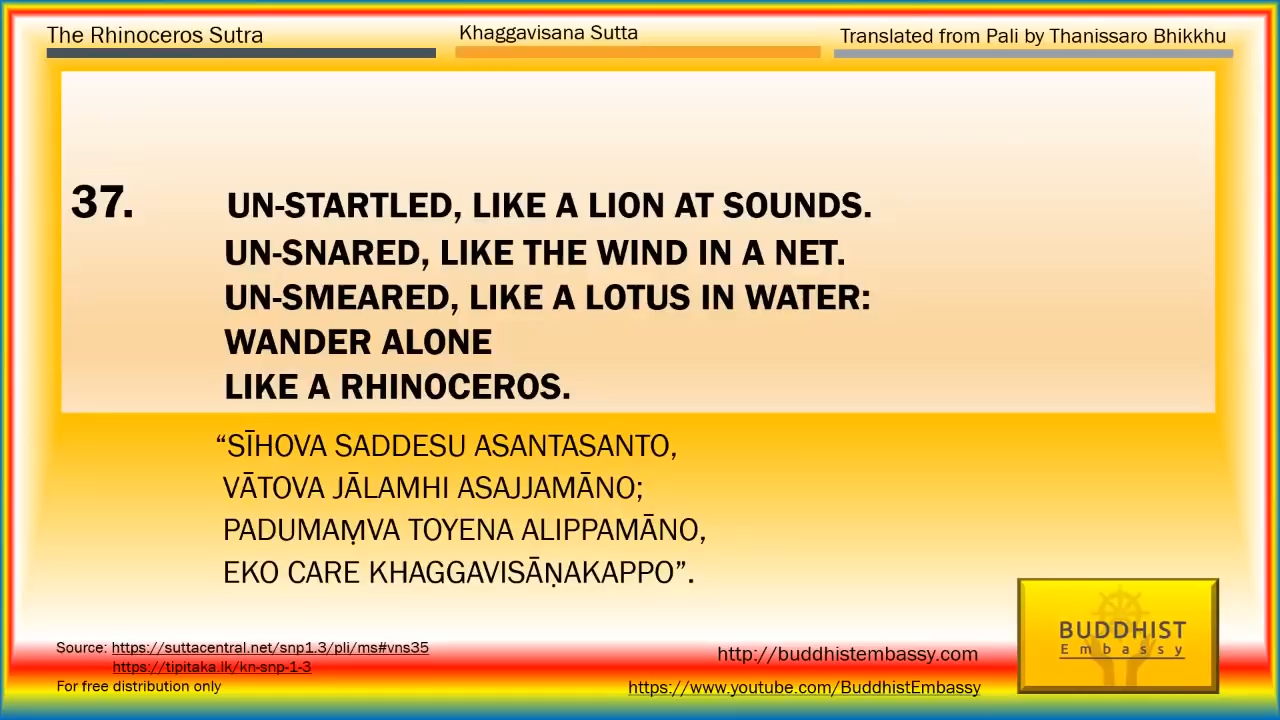 The Rhinoceros Sutra
Khaggavisana Sutta
Translated from Pali by Thanissaro Bhikkhu
37. UN-STARTLED, LIKE A LION AT SOUNDS.
UN-SNARED, LIKE THE WIND IN A NET.
UN-SMEARED, LIKE A LOTUS IN WATER:
WANDER ALONE
LIKE A RHINOCEROS.
“SĪHOVA SADDESU ASANTASANTO,
VĀTOVA JĀLAMHI ASAJJAMĀNO;
PADUMAṂVA TOYENA ALIPPAMĀNO,
EKO CARE KHAGGAVISĀṆAKAPPO”.
Source: https://suttacentral.net/snp1.3/pli/ms#vns35
https://tipitaka.lk/kn-snp-1-3
For free distribution only
http://buddhistembassy.com
https://www.youtube.com/BuddhistEmbassy
BUDDHIST
Embassy